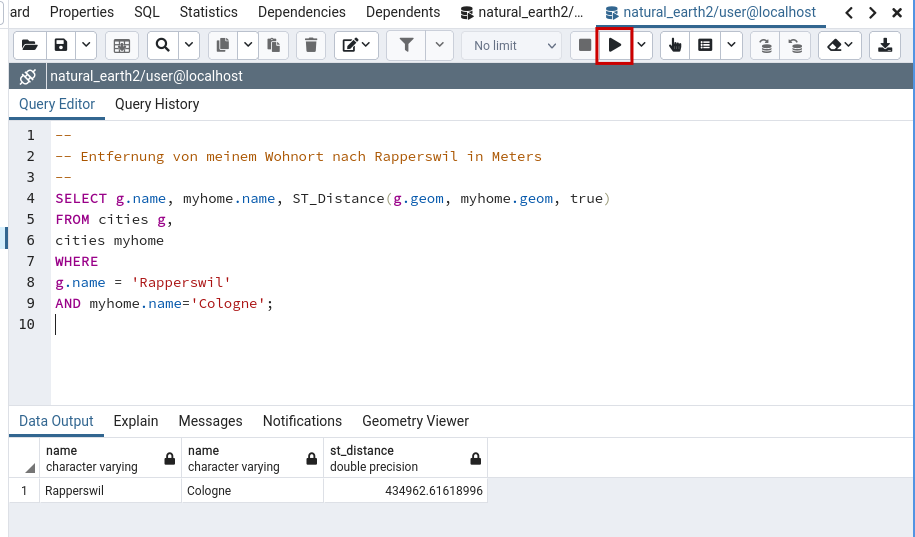 ard Properties SQL Statistics Dependencies Dependents natural_earth2/... natural_earth2/user@localhost
No limit
natural_earth2/user@localhost
Query Editor Query History
1 --
2 -- Entfernung von meinem Wohnort nach Rapperswil in Meters
3 --
4 SELECT g.name, myhome.name, ST_Distance(g.geom, myhome.geom, true)
5 FROM cities g,
6 cities myhome
7 WHERE
8 g.name = 'Rapperswil'
9 AND myhome.name='Cologne';
10
Data Output Explain Messages Notifications Geometry Viewer
name name st_distance
character varying character varying double precision
1 Rapperswil Cologne 434962.61618996